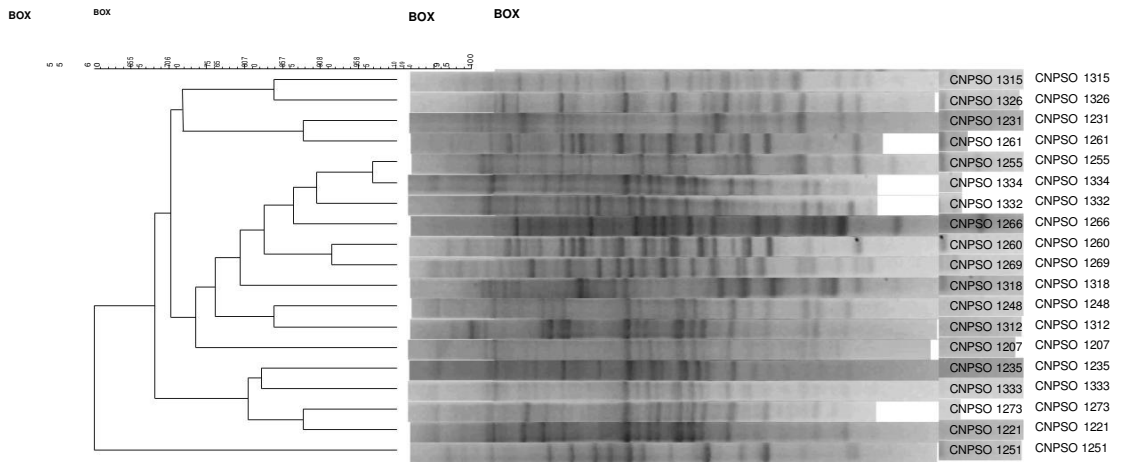 BOX BOX BOX BOX
CNPSO 1315 CNPSO 1315
CNPSO 1326 CNPSO 1326
CNPSO 1231 CNPSO 1231
CNPSO 1261 CNPSO 1261
CNPSO 1255 CNPSO 1255
CNPSO 1334 CNPSO 1334
CNPSO 1332 CNPSO 1332
CNPSO 1266 CNPSO 1266
CNPSO 1260 CNPSO 1260
CNPSO 1269 CNPSO 1269
CNPSO 1318 CNPSO 1318
CNPSO 1248 CNPSO 1248
CNPSO 1312 CNPSO 1312
CNPSO 1207 CNPSO 1207
CNPSO 1235 CNPSO 1235
CNPSO 1333 CNPSO 1333
CNPSO 1273 CNPSO 1273
CNPSO 1221 CNPSO 1221
CNPSO 1251 CNPSO 1251